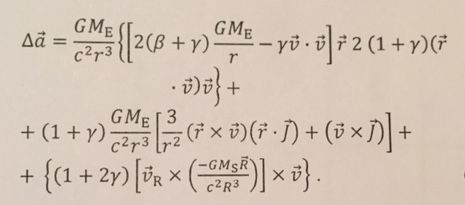 Δa⃗ = GM_E/c²r³ {[2(β + γ) GM_E/r − γv⃗ · v⃗] r⃗ 2 (1 + γ)(r⃗
· v⃗)v⃗} +
+ (1 + γ) GM_E/c²r³ [3/r² (r⃗ × v⃗)(r⃗ · J⃗) + (v⃗ × J⃗)] +
+ {(1 + 2γ) [v⃗_R × (−GM_S R⃗/c²R³)] × v⃗} .